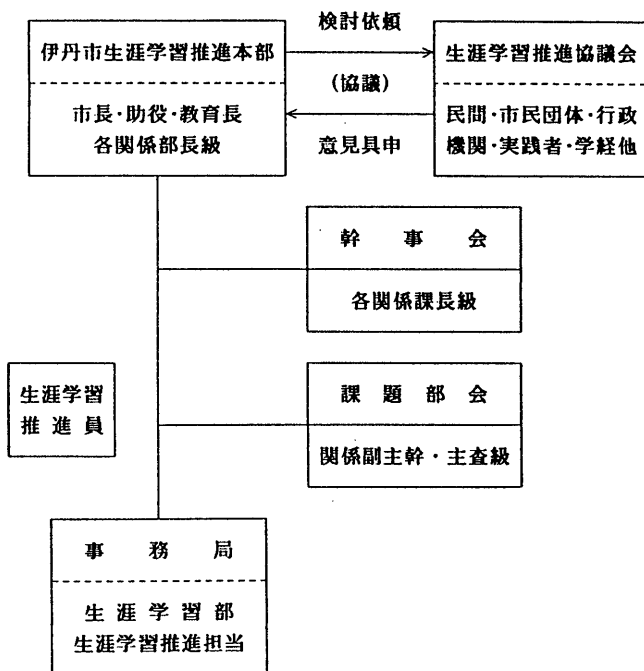 検討依頼
伊丹市生涯学習推進本部
生涯学習推進協議会
(協議)
市長・助役・教育長
各関係部長級
民間・市民団体・行政
機関・実践者・学経他
意見具申
幹事会
各関係課長級
生涯学習
推進員
課題部会
関係副主幹・主査級
事務局
生涯学習部
生涯学習推進担当